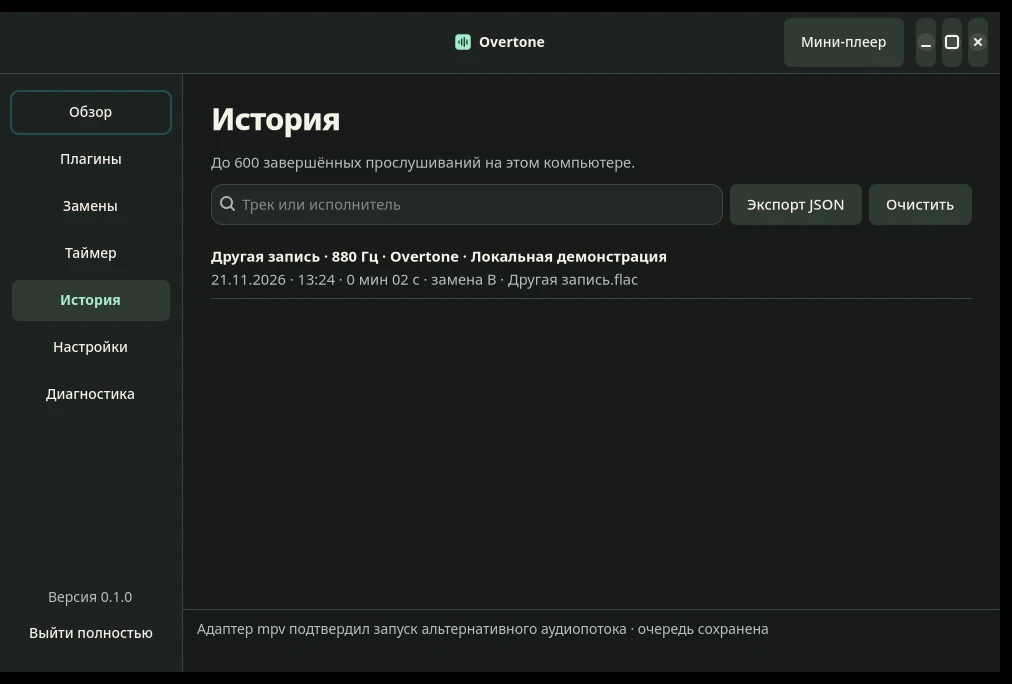 Overtone
Мини-плеер
Обзор
Плагины
Замены
Таймер
История
Настройки
Диагностика
Версия 0.1.0
Выйти полностью
История
До 600 завершённых прослушиваний на этом компьютере.
Трек или исполнитель
Экспорт JSON
Очистить
Другая запись · 880 Гц · Overtone · Локальная демонстрация
21.11.2026 · 13:24 · 0 мин 02 с · замена B · Другая запись.flac
Адаптер mpv подтвердил запуск альтернативного аудиопотока · очередь сохранена